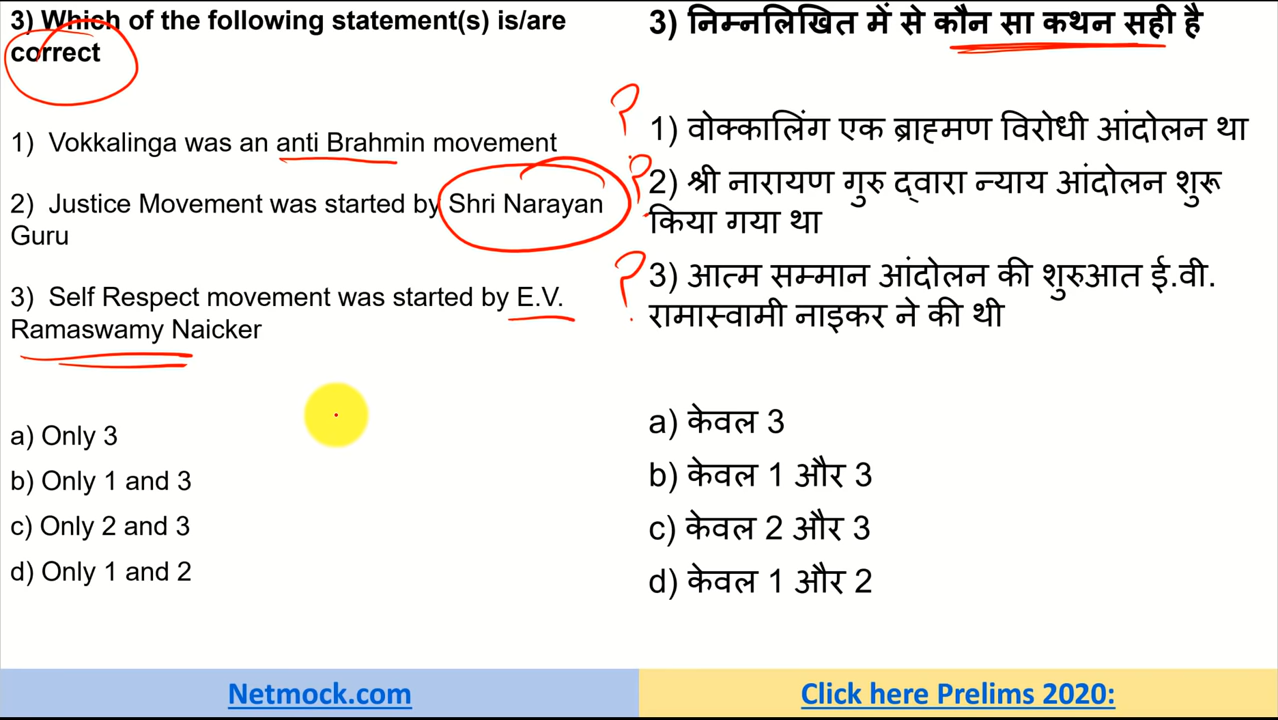 3) Which of the following statement(s) is/are
correct
1) Vokkalinga was an anti Brahmin movement
2) Justice Movement was started by Shri Narayan
Guru
3) Self Respect movement was started by E.V.
Ramaswamy Naicker
a) Only 3
b) Only 1 and 3
c) Only 2 and 3
d) Only 1 and 2
Netmock.com
3) निम्नलिखित में से कौन सा कथन सही है
?
1) वोक्कालिंग एक ब्राह्मण विरोधी आंदोलन था
?
2) श्री नारायण गुरु द्वारा न्याय आंदोलन शुरू
किया गया था
?
3) आत्म सम्मान आंदोलन की शुरुआत ई.वी.
रामास्वामी नाइकर ने की थी
a) केवल 3
b) केवल 1 और 3
c) केवल 2 और 3
d) केवल 1 और 2
Click here Prelims 2020: